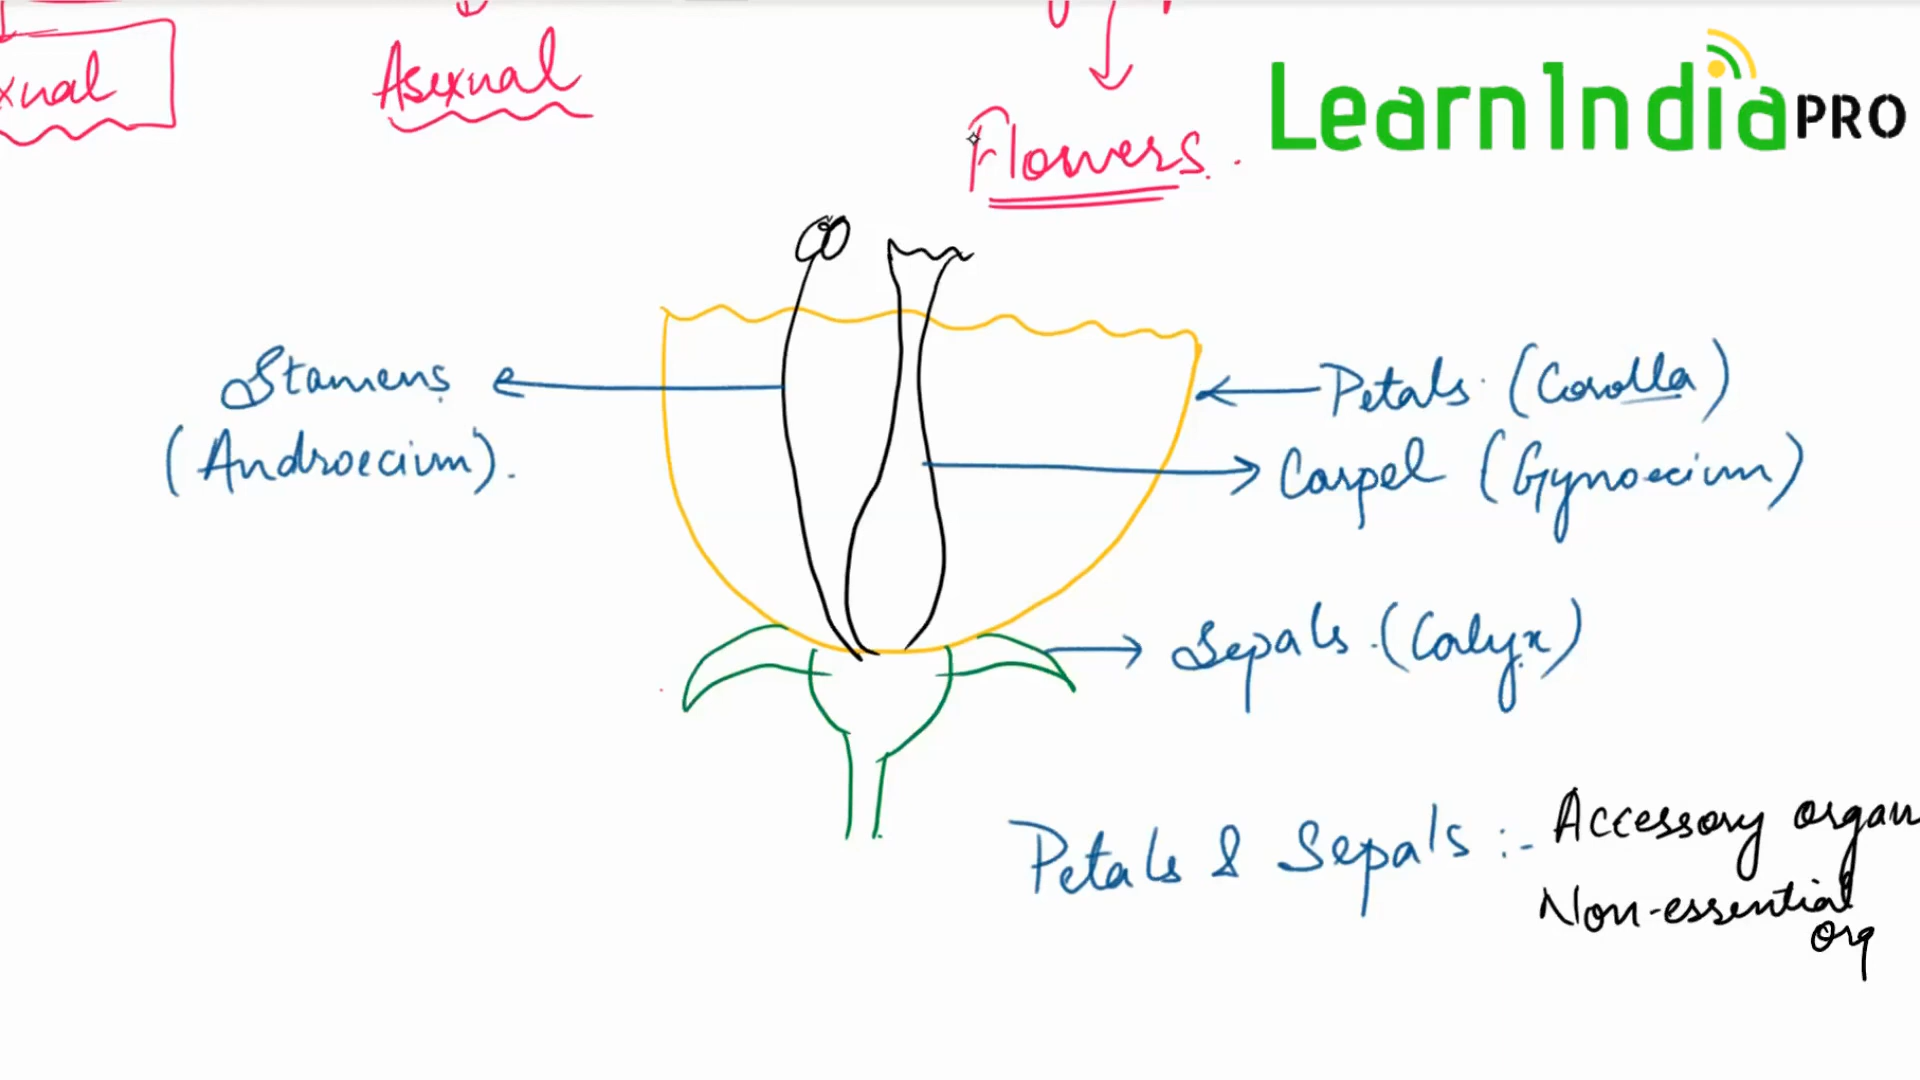 xual
Asexual
LearnIndia PRO
Flowers.
Stamens
(Androecium).
Petals. (Corolla)
Carpel (Gynoecium)
Sepals. (Calyx)
Petals & Sepals :- Accessory organ
Non-essential
org